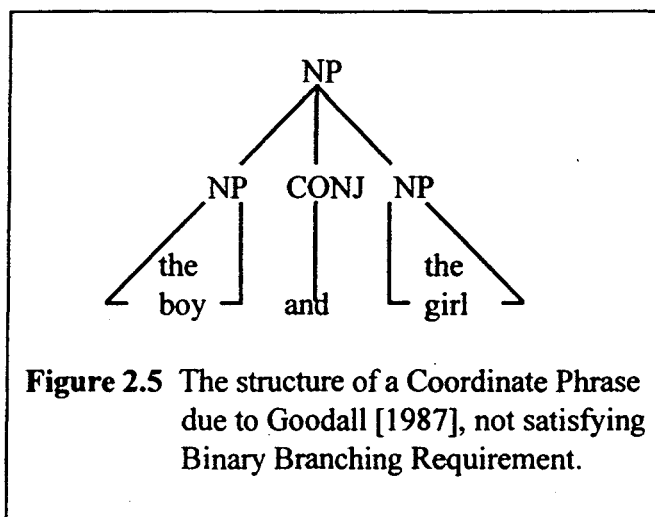 NP
NP CONJ NP
the the
boy and girl
Figure 2.5 The structure of a Coordinate Phrase
due to Goodall [1987], not satisfying
Binary Branching Requirement.